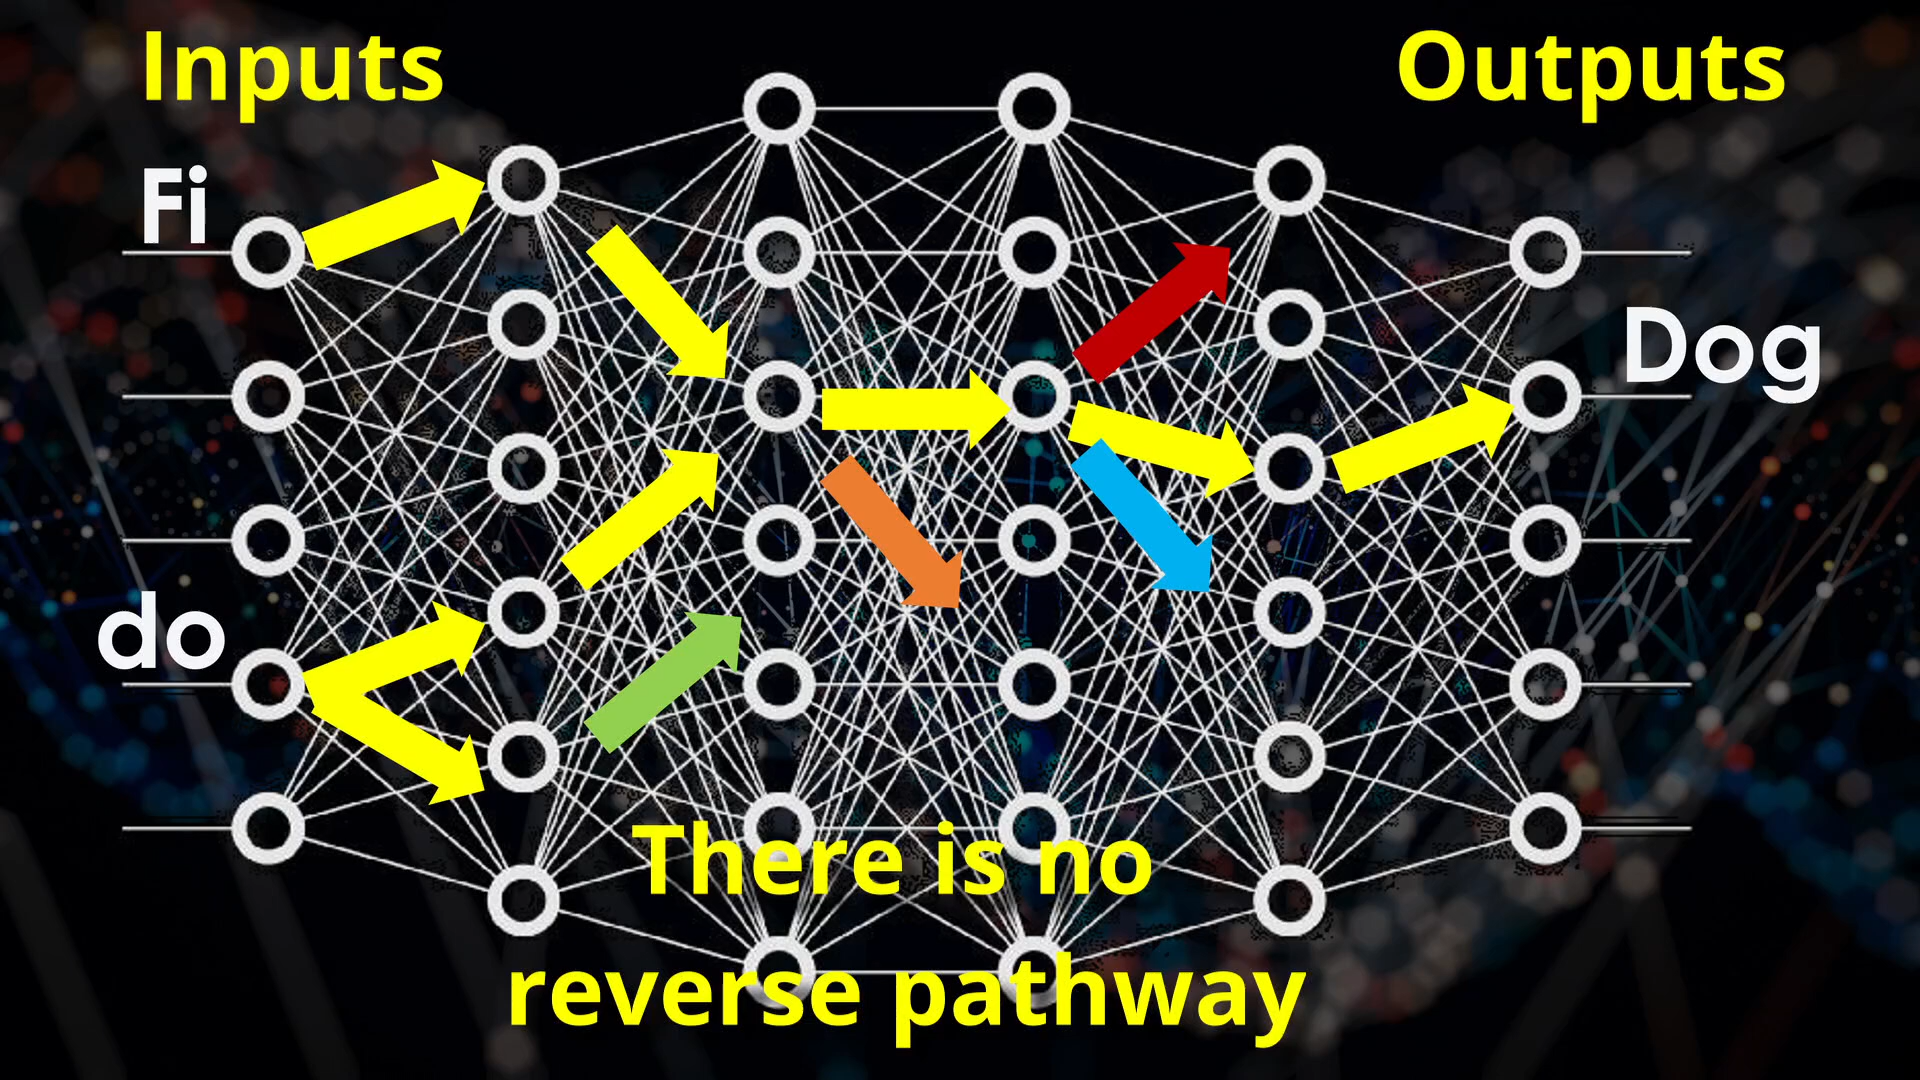 Inputs
Outputs
Fi
Dog
do
There is no
reverse pathway